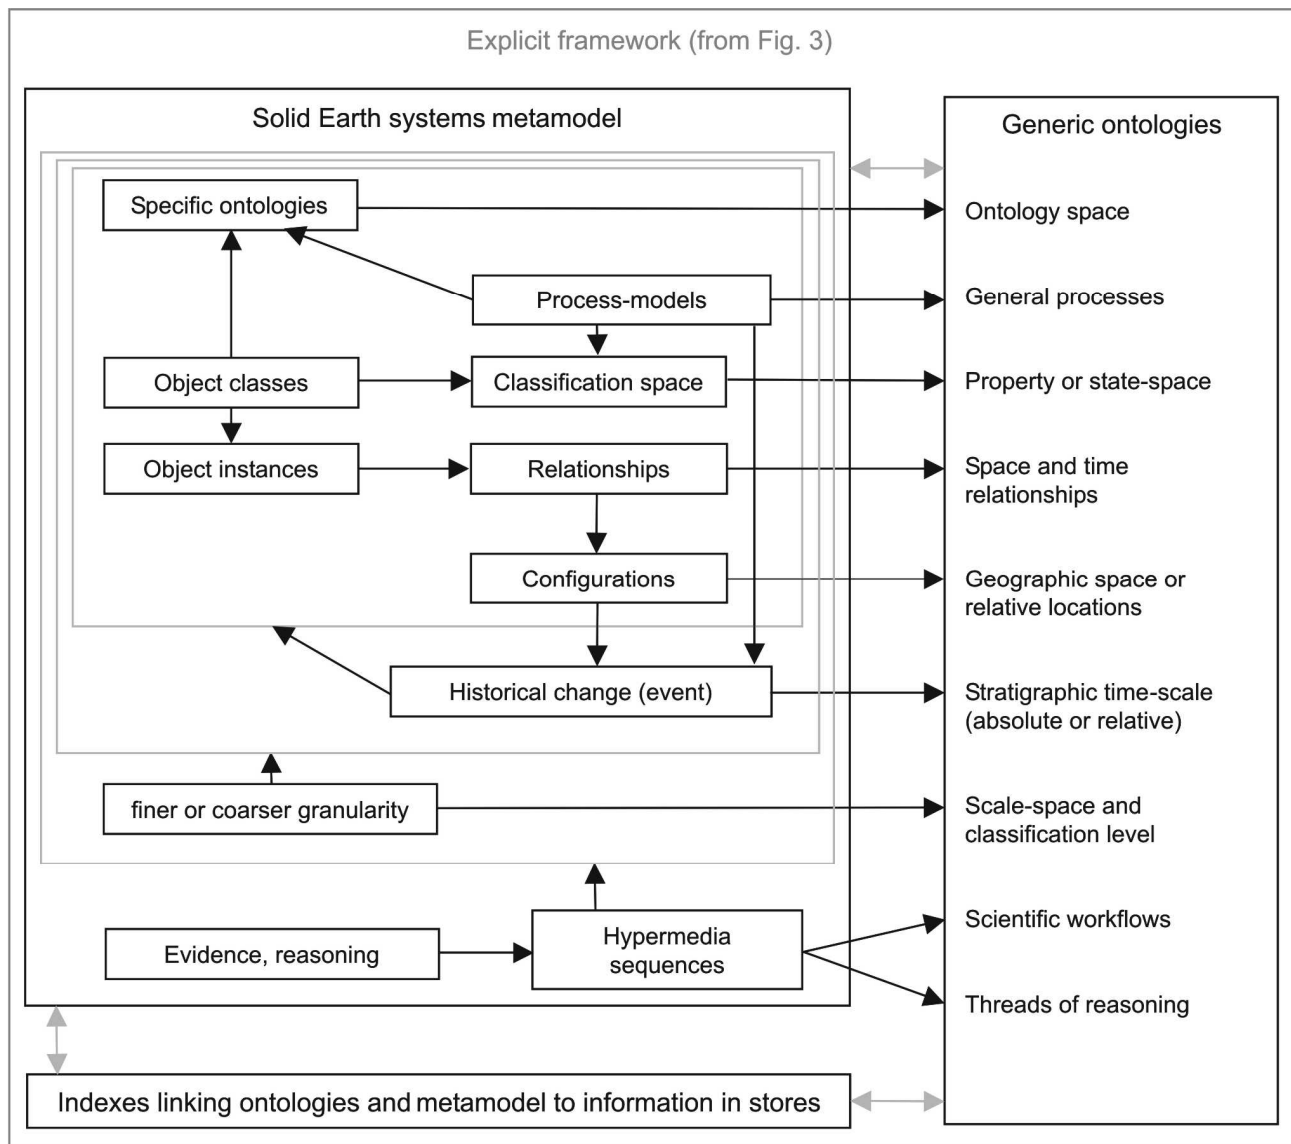 Explicit framework (from Fig. 3)
Solid Earth systems metamodel
Specific ontologies
Process-models
Object classes
Classification space
Object instances
Relationships
Configurations
Historical change (event)
finer or coarser granularity
Evidence, reasoning
Hypermedia
sequences
Generic ontologies
Ontology space
General processes
Property or state-space
Space and time
relationships
Geographic space or
relative locations
Stratigraphic time-scale
(absolute or relative)
Scale-space and
classification level
Scientific workflows
Threads of reasoning
Indexes linking ontologies and metamodel to information in stores